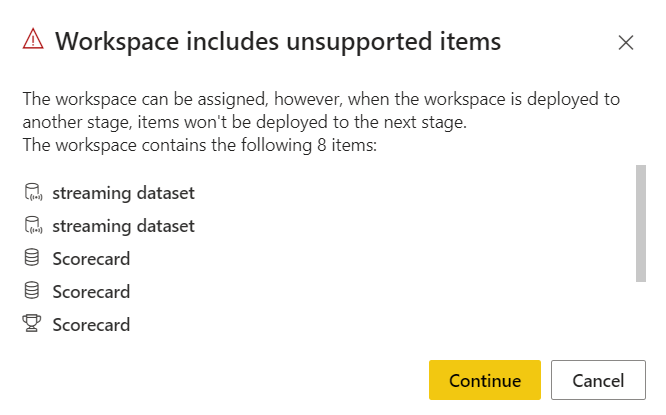 Workspace includes unsupported items
The workspace can be assigned, however, when the workspace is deployed to
another stage, items won't be deployed to the next stage.
The workspace contains the following 8 items:
streaming dataset
streaming dataset
Scorecard
Scorecard
Scorecard
Continue
Cancel